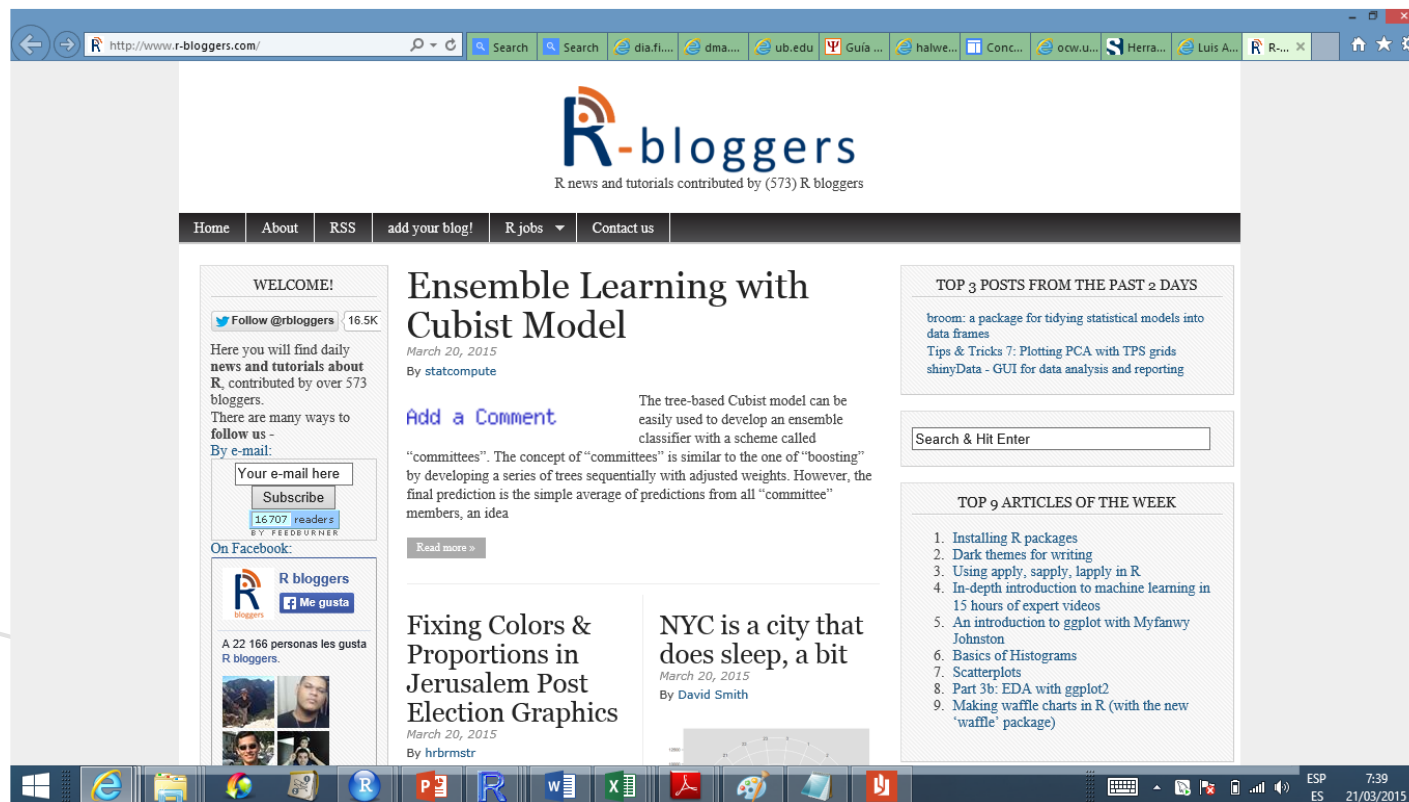 http://www.r-bloggers.com/
Search
Search
dia.fi....
dma....
ub.edu
Guía ...
halwe...
Conc...
ocw.u...
Herra...
Luis A...
R-...
R-bloggers
R news and tutorials contributed by (573) R bloggers
Home
About
RSS
add your blog!
R jobs
Contact us
WELCOME!
Follow @rbloggers
16.5K
Here you will find daily
news and tutorials about
R, contributed by over 573
bloggers.
There are many ways to
follow us -
By e-mail:
Your e-mail here
Subscribe
16707 readers
BY FEEDBURNER
On Facebook:
R bloggers
Me gusta
bloggers
A 22 166 personas les gusta
R bloggers.
Ensemble Learning with
Cubist Model
March 20, 2015
By statcompute
Add a Comment
The tree-based Cubist model can be
easily used to develop an ensemble
classifier with a scheme called
“committees”. The concept of “committees” is similar to the one of “boosting”
by developing a series of trees sequentially with adjusted weights. However, the
final prediction is the simple average of predictions from all “committee”
members, an idea
Read more »
Fixing Colors &
Proportions in
Jerusalem Post
Election Graphics
March 20, 2015
By hrbrmstr
NYC is a city that
does sleep, a bit
March 20, 2015
By David Smith
TOP 3 POSTS FROM THE PAST 2 DAYS
broom: a package for tidying statistical models into
data frames
Tips & Tricks 7: Plotting PCA with TPS grids
shinyData - GUI for data analysis and reporting
Search & Hit Enter
TOP 9 ARTICLES OF THE WEEK
1. Installing R packages
2. Dark themes for writing
3. Using apply, sapply, lapply in R
4. In-depth introduction to machine learning in
15 hours of expert videos
5. An introduction to ggplot with Myfanwy
Johnston
6. Basics of Histograms
7. Scatterplots
8. Part 3b: EDA with ggplot2
9. Making waffle charts in R (with the new
‘waffle’ package)
ESP
ES
7:39
21/03/2015